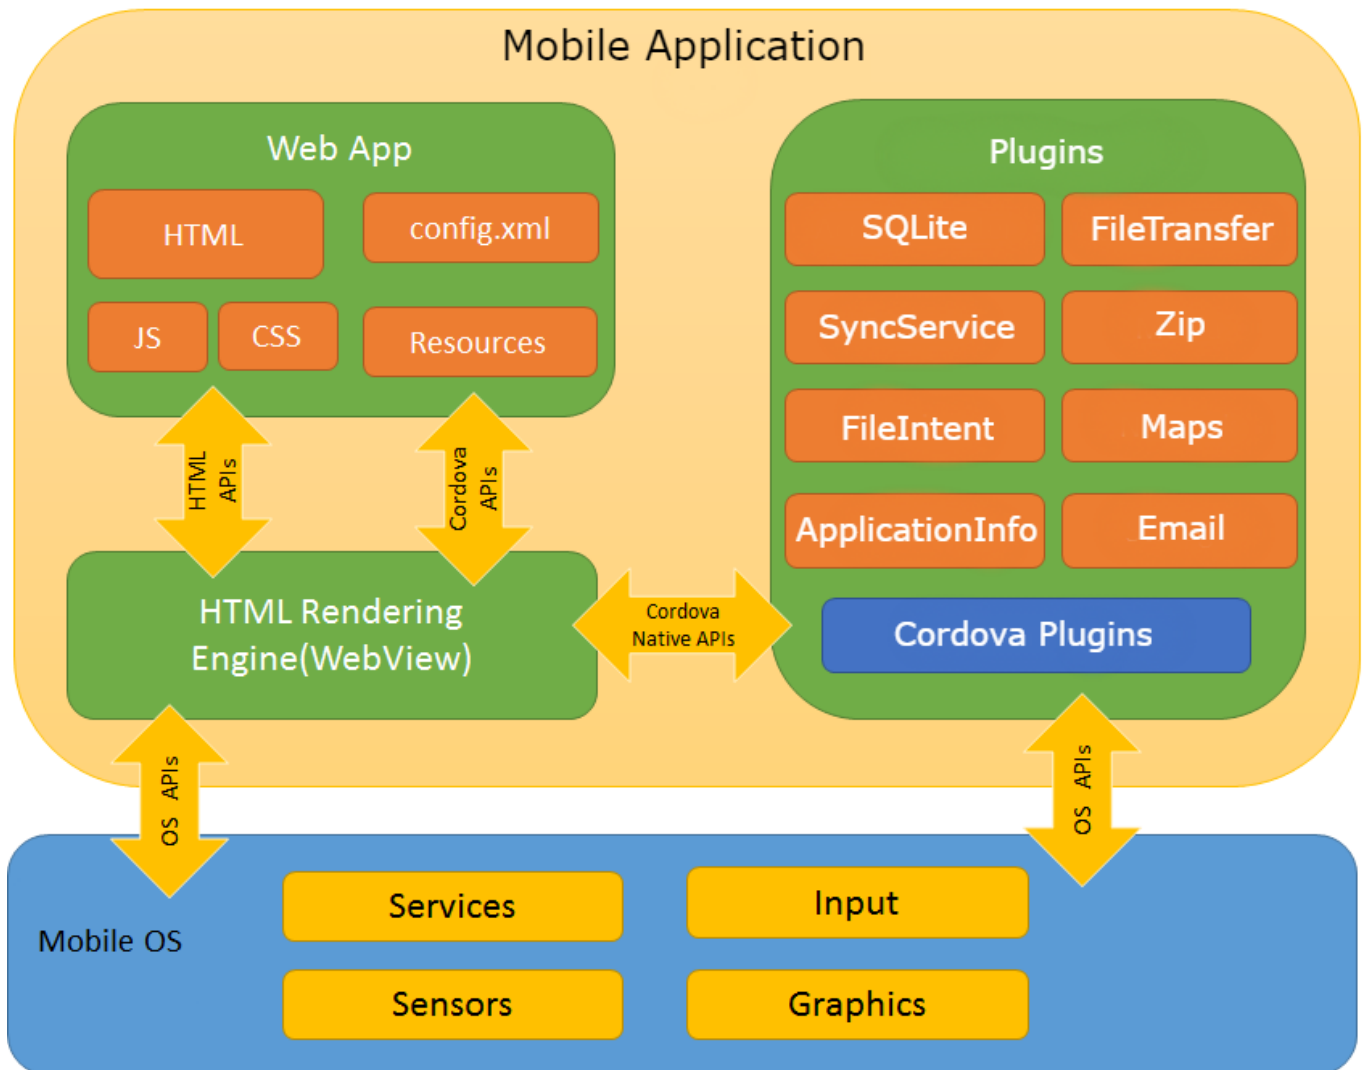 Mobile Application
Web App
HTML
config.xml
JS
CSS
Resources
HTML
APIs
Cordova
APIs
HTML Rendering
Engine(WebView)
Cordova
Native APIs
Plugins
SQLite
FileTransfer
SyncService
Zip
FileIntent
Maps
ApplicationInfo
Email
Cordova Plugins
OS APIs
OS APIs
Mobile OS
Services
Input
Sensors
Graphics